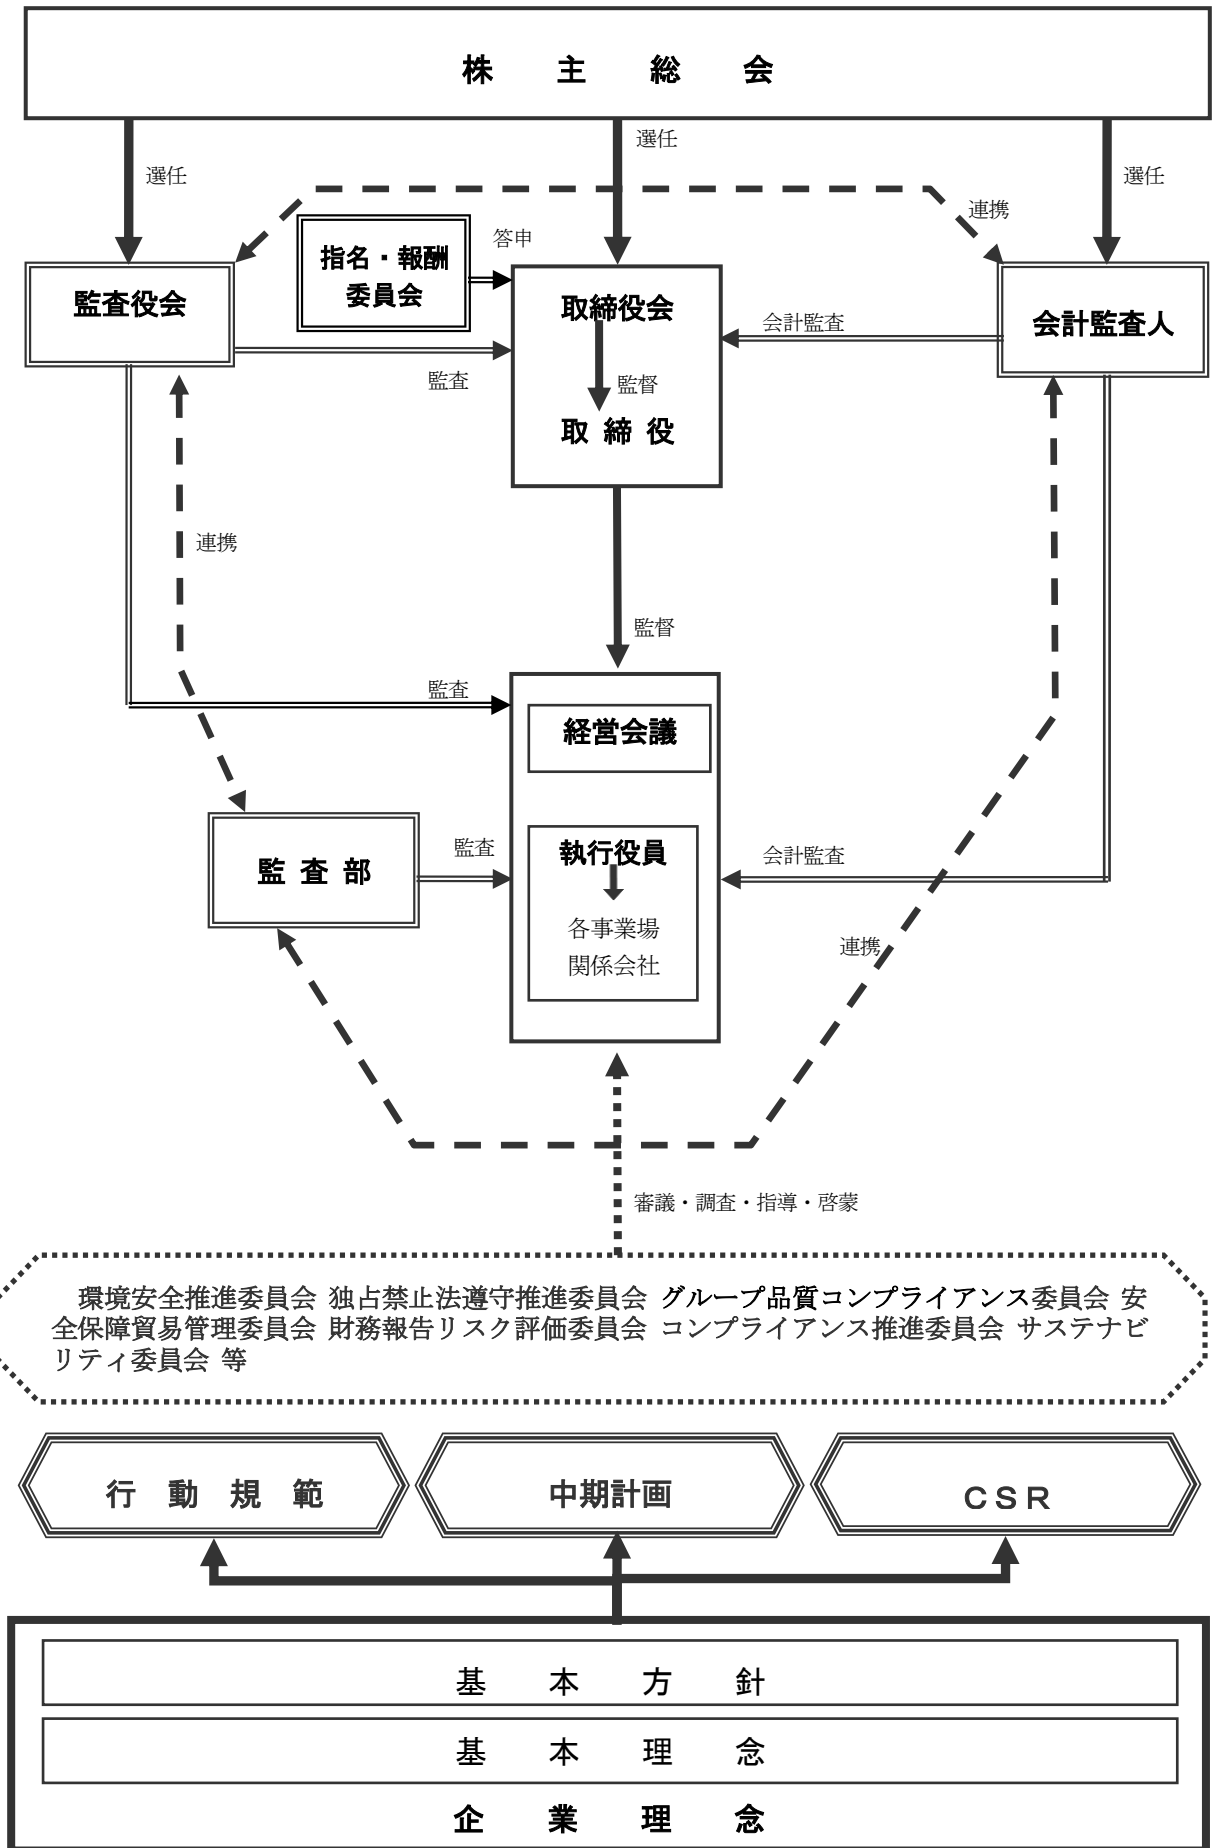 株主総会
選任
選任
選任
連携
指名・報酬
委員会
答申
監査役会
取締役会
会計監査
会計監査人
監査
監督
取締役
連携
監督
監査
経営会議
監査部
監査
執行役員
会計監査
各事業場
関係会社
連携
審議・調査・指導・啓蒙
環境安全推進委員会 独占禁止法遵守推進委員会 グループ品質コンプライアンス委員会 安
全保障貿易管理委員会 財務報告リスク評価委員会 コンプライアンス推進委員会 サステナビ
リティ委員会 等
行動規範
中期計画
ＣＳＲ
基本方針
基本理念
企業理念